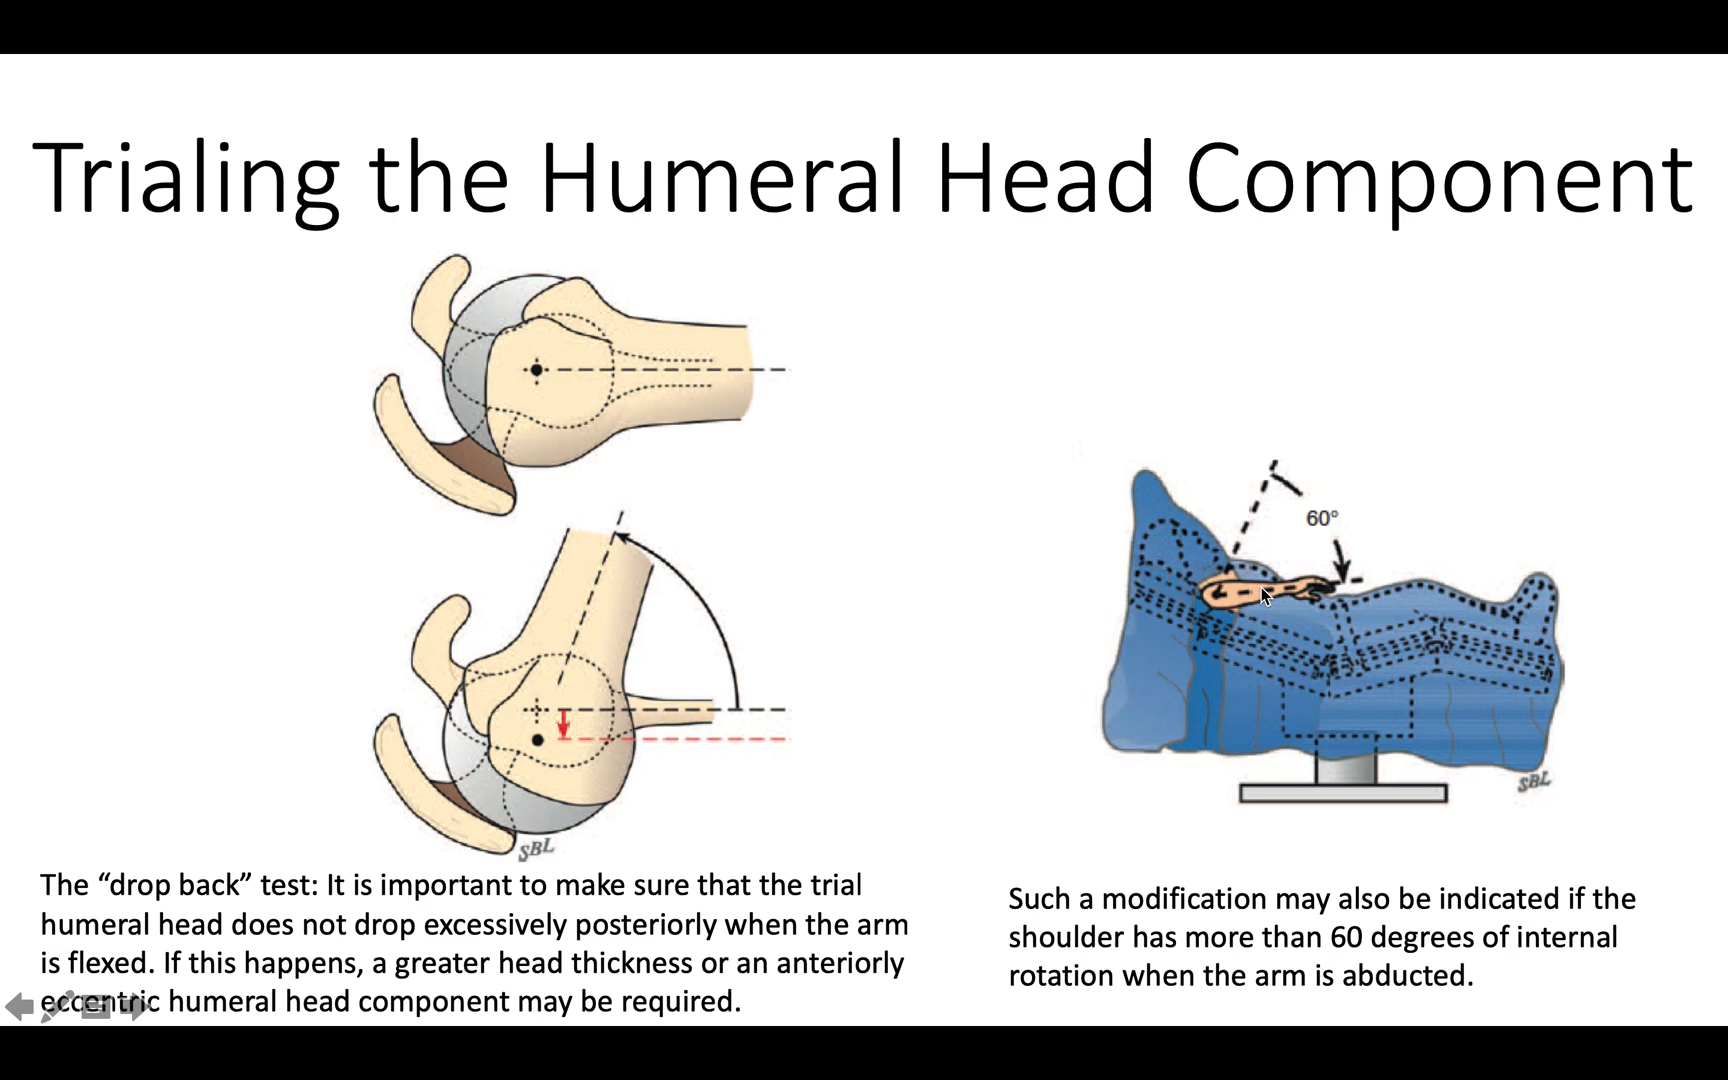 Trialing the Humeral Head Component
60°
SBL
SBL
The “drop back” test: It is important to make sure that the trial
humeral head does not drop excessively posteriorly when the arm
is flexed. If this happens, a greater head thickness or an anteriorly
eccentric humeral head component may be required.
Such a modification may also be indicated if the
shoulder has more than 60 degrees of internal
rotation when the arm is abducted.